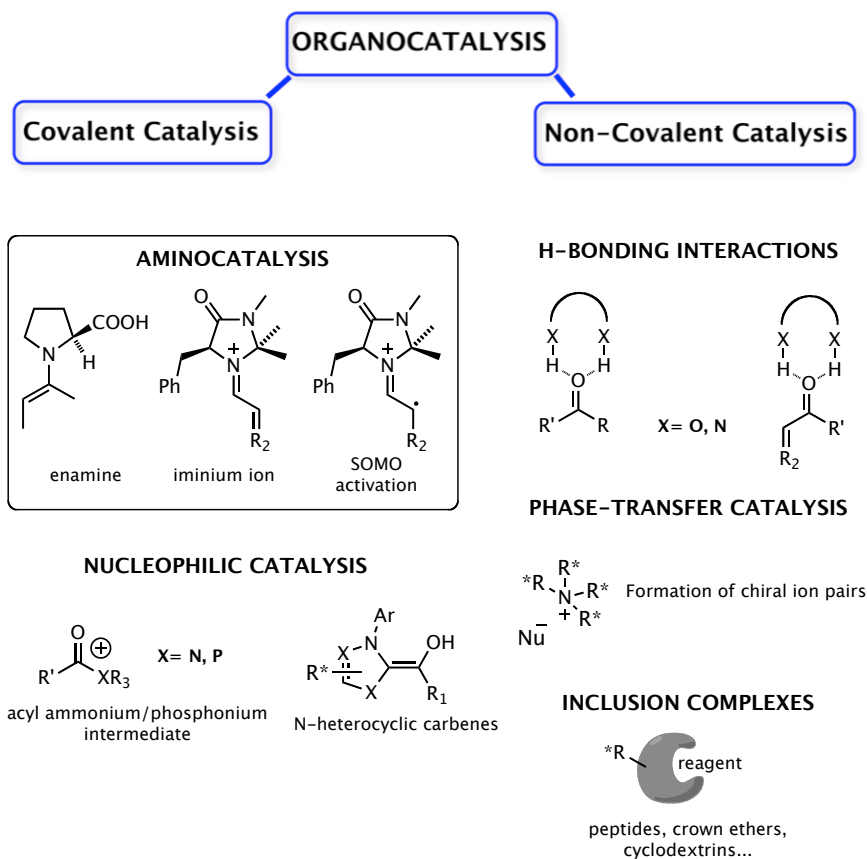 ORGANOCATALYSIS
Covalent Catalysis
Non-Covalent Catalysis
AMINOCATALYSIS
COOH
N
H
enamine
O
N
+
N
Ph
R2
iminium ion
O
N
+
N
Ph
·
R2
SOMO
activation
NUCLEOPHILIC CATALYSIS
O
+
R'
XR3
X= N, P
acyl ammonium/phosphonium
intermediate
Ar
N
X
OH
R*
X
R1
N-heterocyclic carbenes
H-BONDING INTERACTIONS
X X
H H
O
R' R
X= O, N
X X
H H
O
R'
R2
PHASE-TRANSFER CATALYSIS
R*
*R N R*
+ R*
Nu−
Formation of chiral ion pairs
INCLUSION COMPLEXES
*R
reagent
peptides, crown ethers,
cyclodextrins...